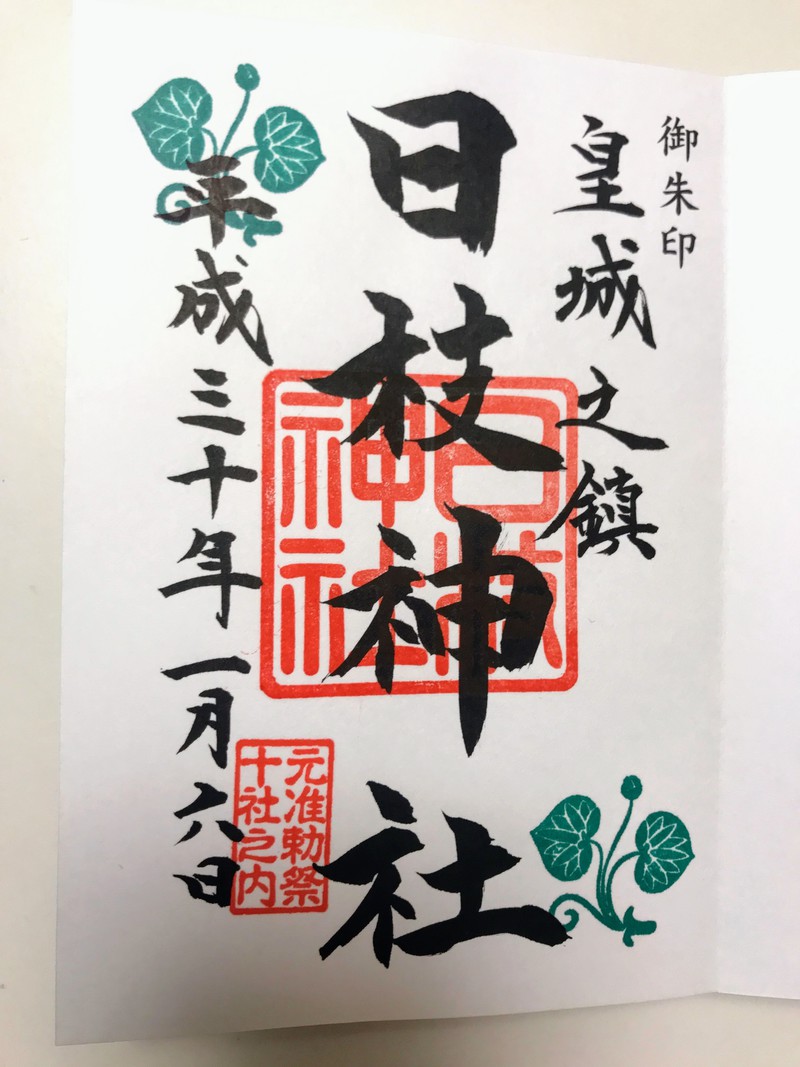 御朱印
皇城之鎮
日枝神社
日枝神社
元准勅祭
十社之内
平成三十年一月六日